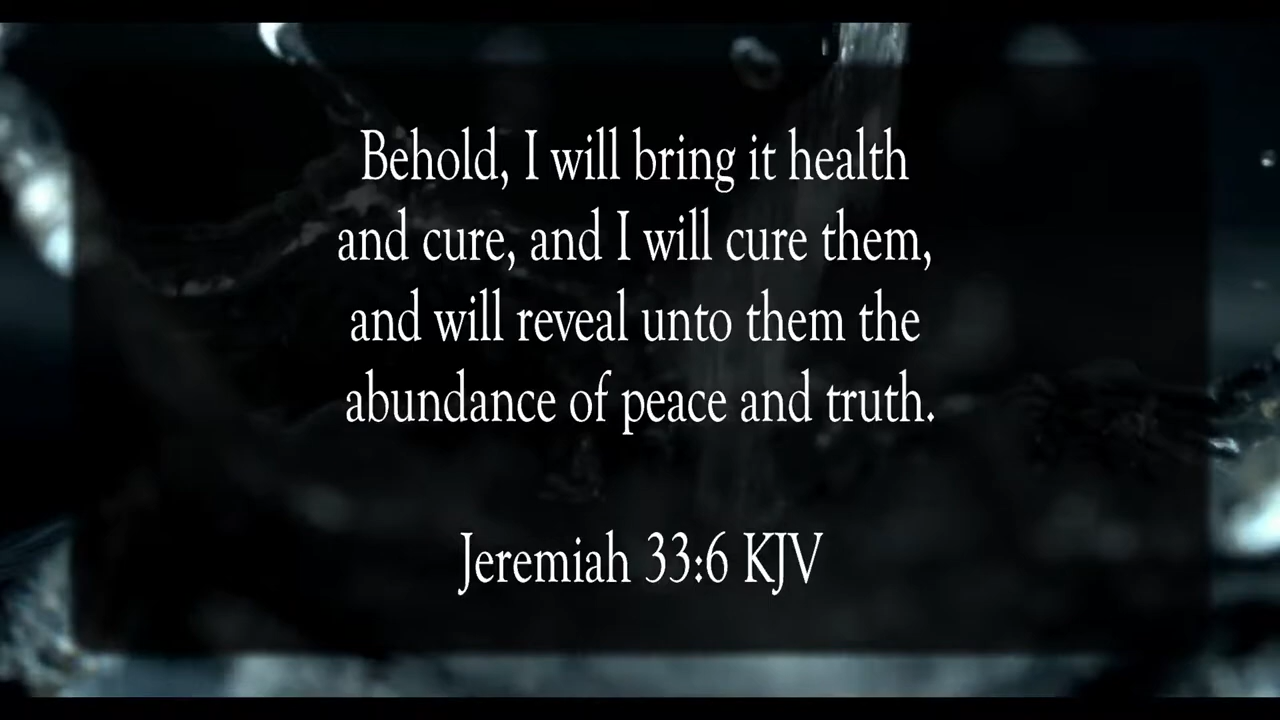 Behold, I will bring it health
and cure, and I will cure them,
and will reveal unto them the
abundance of peace and truth.
Jeremiah 33:6 KJV